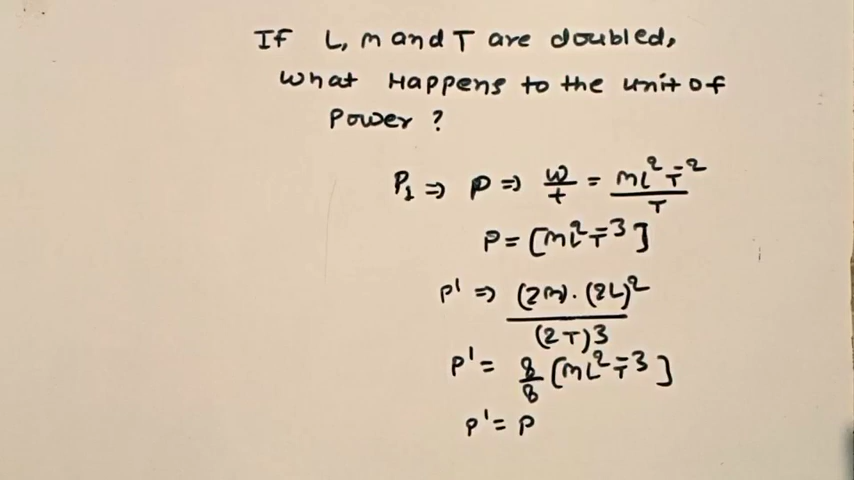 If L, m and T are doubled,
what Happens to the unit of
Power ?
P₁ ⇒ P ⇒ W/t = mL²T⁻²/T
P = [mL²T⁻³]
P' ⇒ (2m).(2L)²/(2T)³
P' = 8/8 [mL²T⁻³]
P' = P